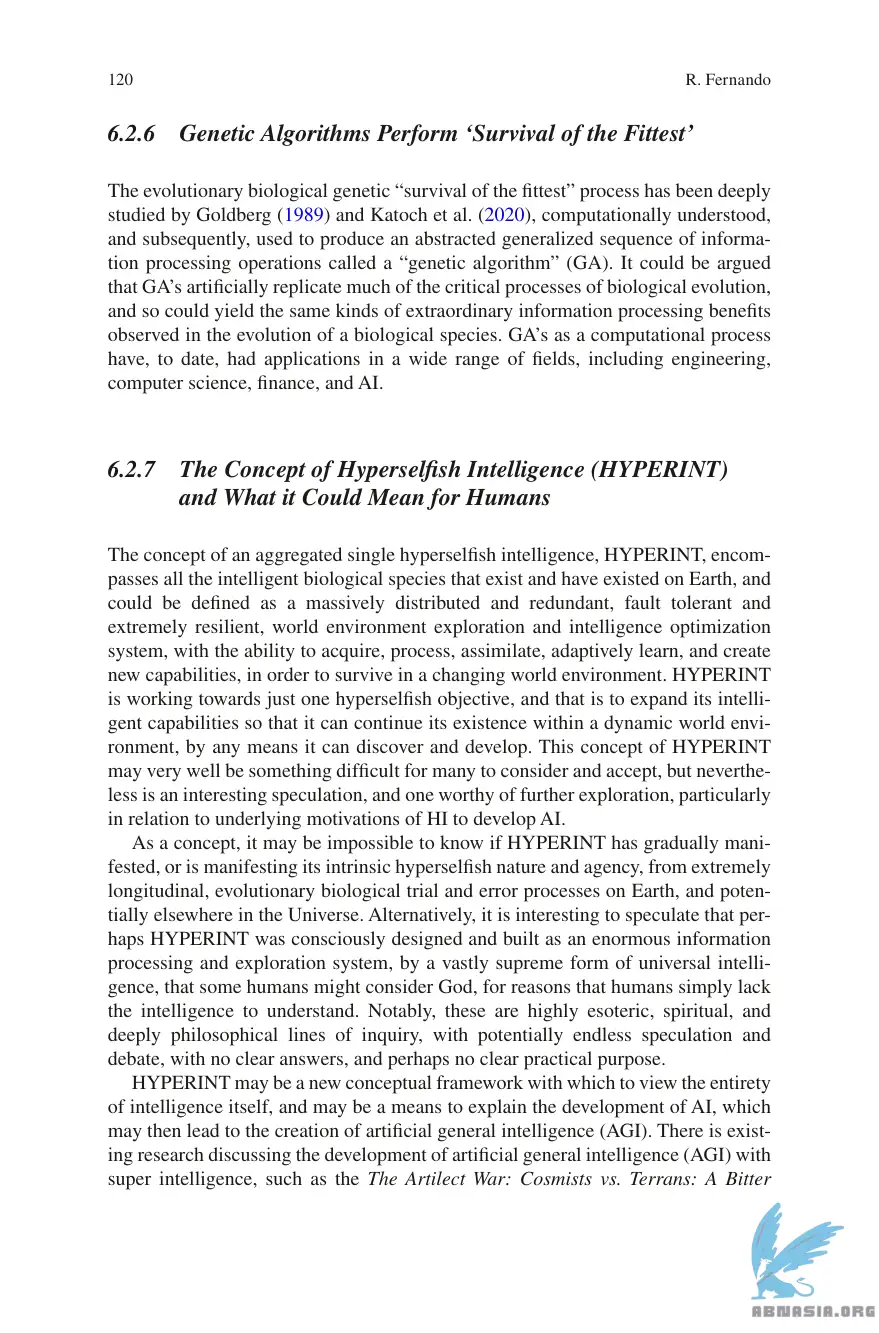 120
R. Fernando
6.2.6 Genetic Algorithms Perform ‘Survival of the Fittest’
The evolutionary biological genetic “survival of the fittest” process has been deeply
studied by Goldberg (1989) and Katoch et al. (2020), computationally understood,
and subsequently, used to produce an abstracted generalized sequence of informa-
tion processing operations called a “genetic algorithm” (GA). It could be argued
that GA’s artificially replicate much of the critical processes of biological evolution,
and so could yield the same kinds of extraordinary information processing benefits
observed in the evolution of a biological species. GA’s as a computational process
have, to date, had applications in a wide range of fields, including engineering,
computer science, finance, and AI.
6.2.7 The Concept of Hyperselfish Intelligence (HYPERINT)
and What it Could Mean for Humans
The concept of an aggregated single hyperselfish intelligence, HYPERINT, encom-
passes all the intelligent biological species that exist and have existed on Earth, and
could be defined as a massively distributed and redundant, fault tolerant and
extremely resilient, world environment exploration and intelligence optimization
system, with the ability to acquire, process, assimilate, adaptively learn, and create
new capabilities, in order to survive in a changing world environment. HYPERINT
is working towards just one hyperselfish objective, and that is to expand its intelli-
gent capabilities so that it can continue its existence within a dynamic world envi-
ronment, by any means it can discover and develop. This concept of HYPERINT
may very well be something difficult for many to consider and accept, but neverthe-
less is an interesting speculation, and one worthy of further exploration, particularly
in relation to underlying motivations of HI to develop AI.
As a concept, it may be impossible to know if HYPERINT has gradually mani-
fested, or is manifesting its intrinsic hyperselfish nature and agency, from extremely
longitudinal, evolutionary biological trial and error processes on Earth, and poten-
tially elsewhere in the Universe. Alternatively, it is interesting to speculate that per-
haps HYPERINT was consciously designed and built as an enormous information
processing and exploration system, by a vastly supreme form of universal intelli-
gence, that some humans might consider God, for reasons that humans simply lack
the intelligence to understand. Notably, these are highly esoteric, spiritual, and
deeply philosophical lines of inquiry, with potentially endless speculation and
debate, with no clear answers, and perhaps no clear practical purpose.
HYPERINT may be a new conceptual framework with which to view the entirety
of intelligence itself, and may be a means to explain the development of AI, which
may then lead to the creation of artificial general intelligence (AGI). There is exist-
ing research discussing the development of artificial general intelligence (AGI) with
super intelligence, such as the The Artilect War: Cosmists vs. Terrans: A Bitter
ABNASIA.ORG